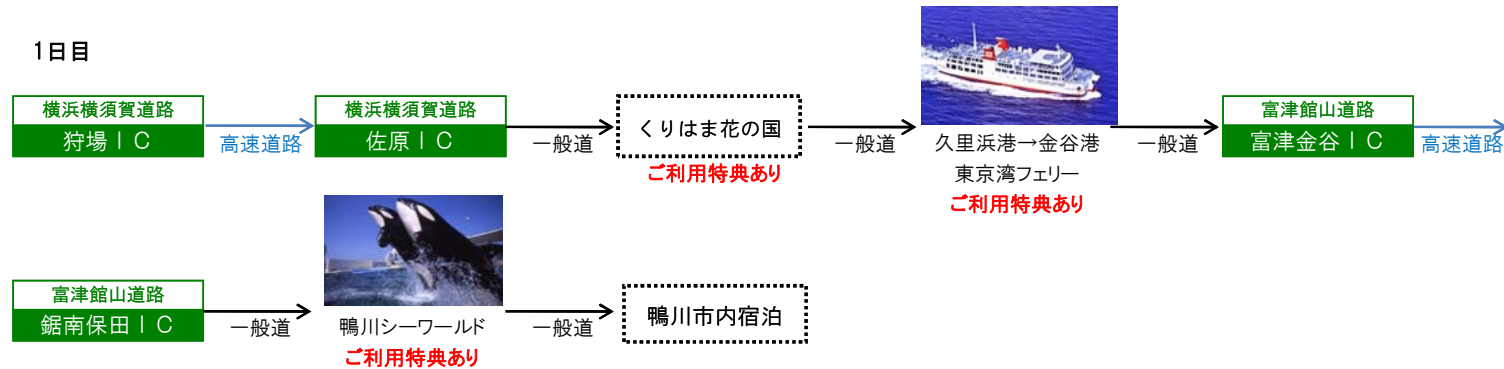 1日目
横浜横須賀道路
狩場ＩＣ
高速道路
横浜横須賀道路
佐原ＩＣ
一般道
くりはま花の国
ご利用特典あり
一般道
久里浜港→金谷港
東京湾フェリー
ご利用特典あり
一般道
富津館山道路
富津金谷ＩＣ
高速道路
富津館山道路
鋸南保田ＩＣ
一般道
鴨川シーワールド
ご利用特典あり
一般道
鴨川市内宿泊